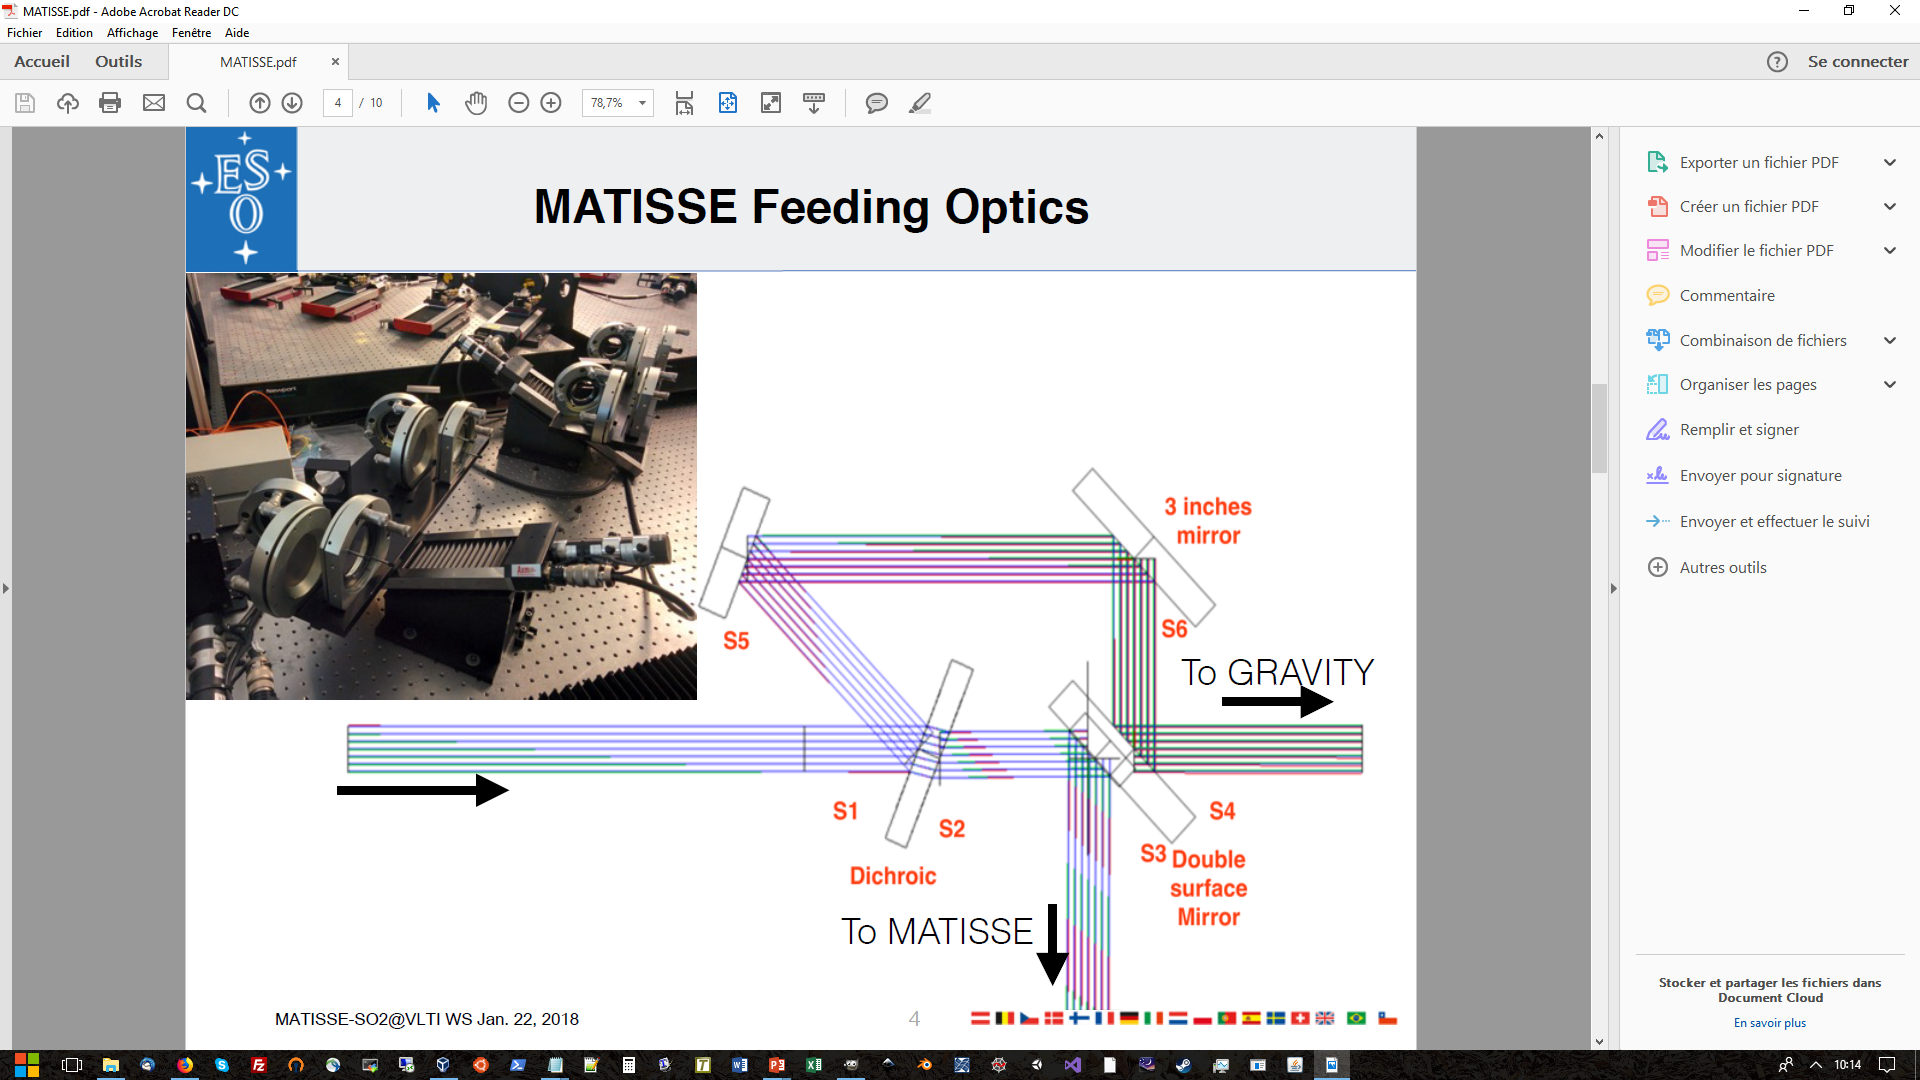 MATISSE.pdf - Adobe Acrobat Reader DC
Fichier Edition Affichage Fenêtre Aide
Accueil Outils MATISSE.pdf × ? Se connecter
4 / 10 78,7%
ESO
MATISSE Feeding Optics
Newport
3 inches
mirror
S5
S6
To GRAVITY
S1
S2
S4
S3 Double
surface
Mirror
Dichroic
To MATISSE
MATISSE-SO2@VLTI WS Jan. 22, 2018
4
Exporter un fichier PDF
Créer un fichier PDF
Modifier le fichier PDF
Commentaire
Combinaison de fichiers
Organiser les pages
Remplir et signer
Envoyer pour signature
Envoyer et effectuer le suivi
Autres outils
Stocker et partager les fichiers dans
Document Cloud
En savoir plus
10:14